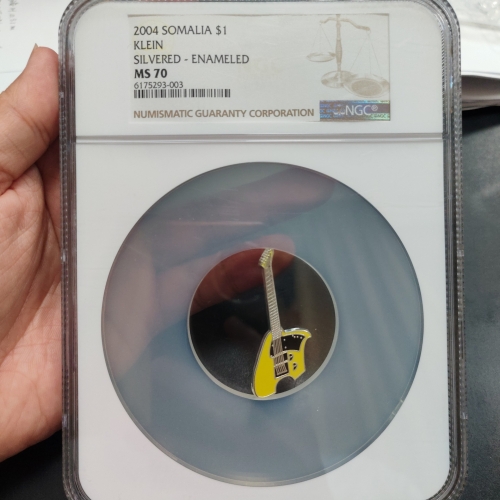 2004 SOMALIA $1
KLEIN
SILVERED - ENAMELED
MS 70
6175293-003
NUMISMATIC GUARANTY CORPORATION NGC